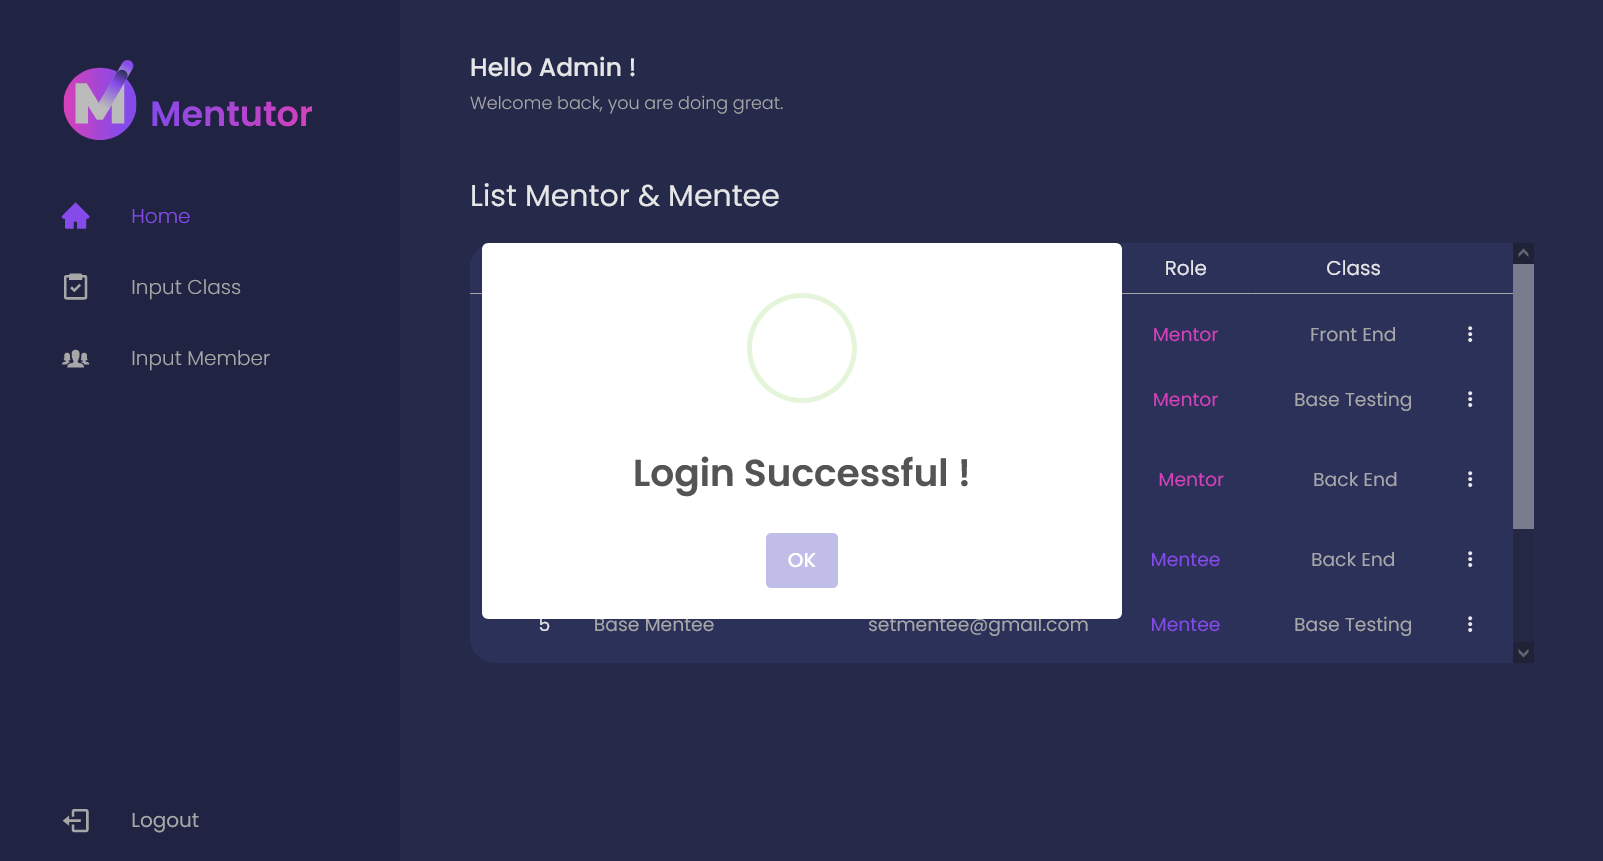 Mentutor
Home
Input Class
Input Member
Logout
Hello Admin !
Welcome back, you are doing great.
List Mentor & Mentee
Role Class
Mentor Front End
Mentor Base Testing
Mentor Back End
Mentee Back End
5 Base Mentee setmentee@gmail.com Mentee Base Testing
Login Successful !
OK